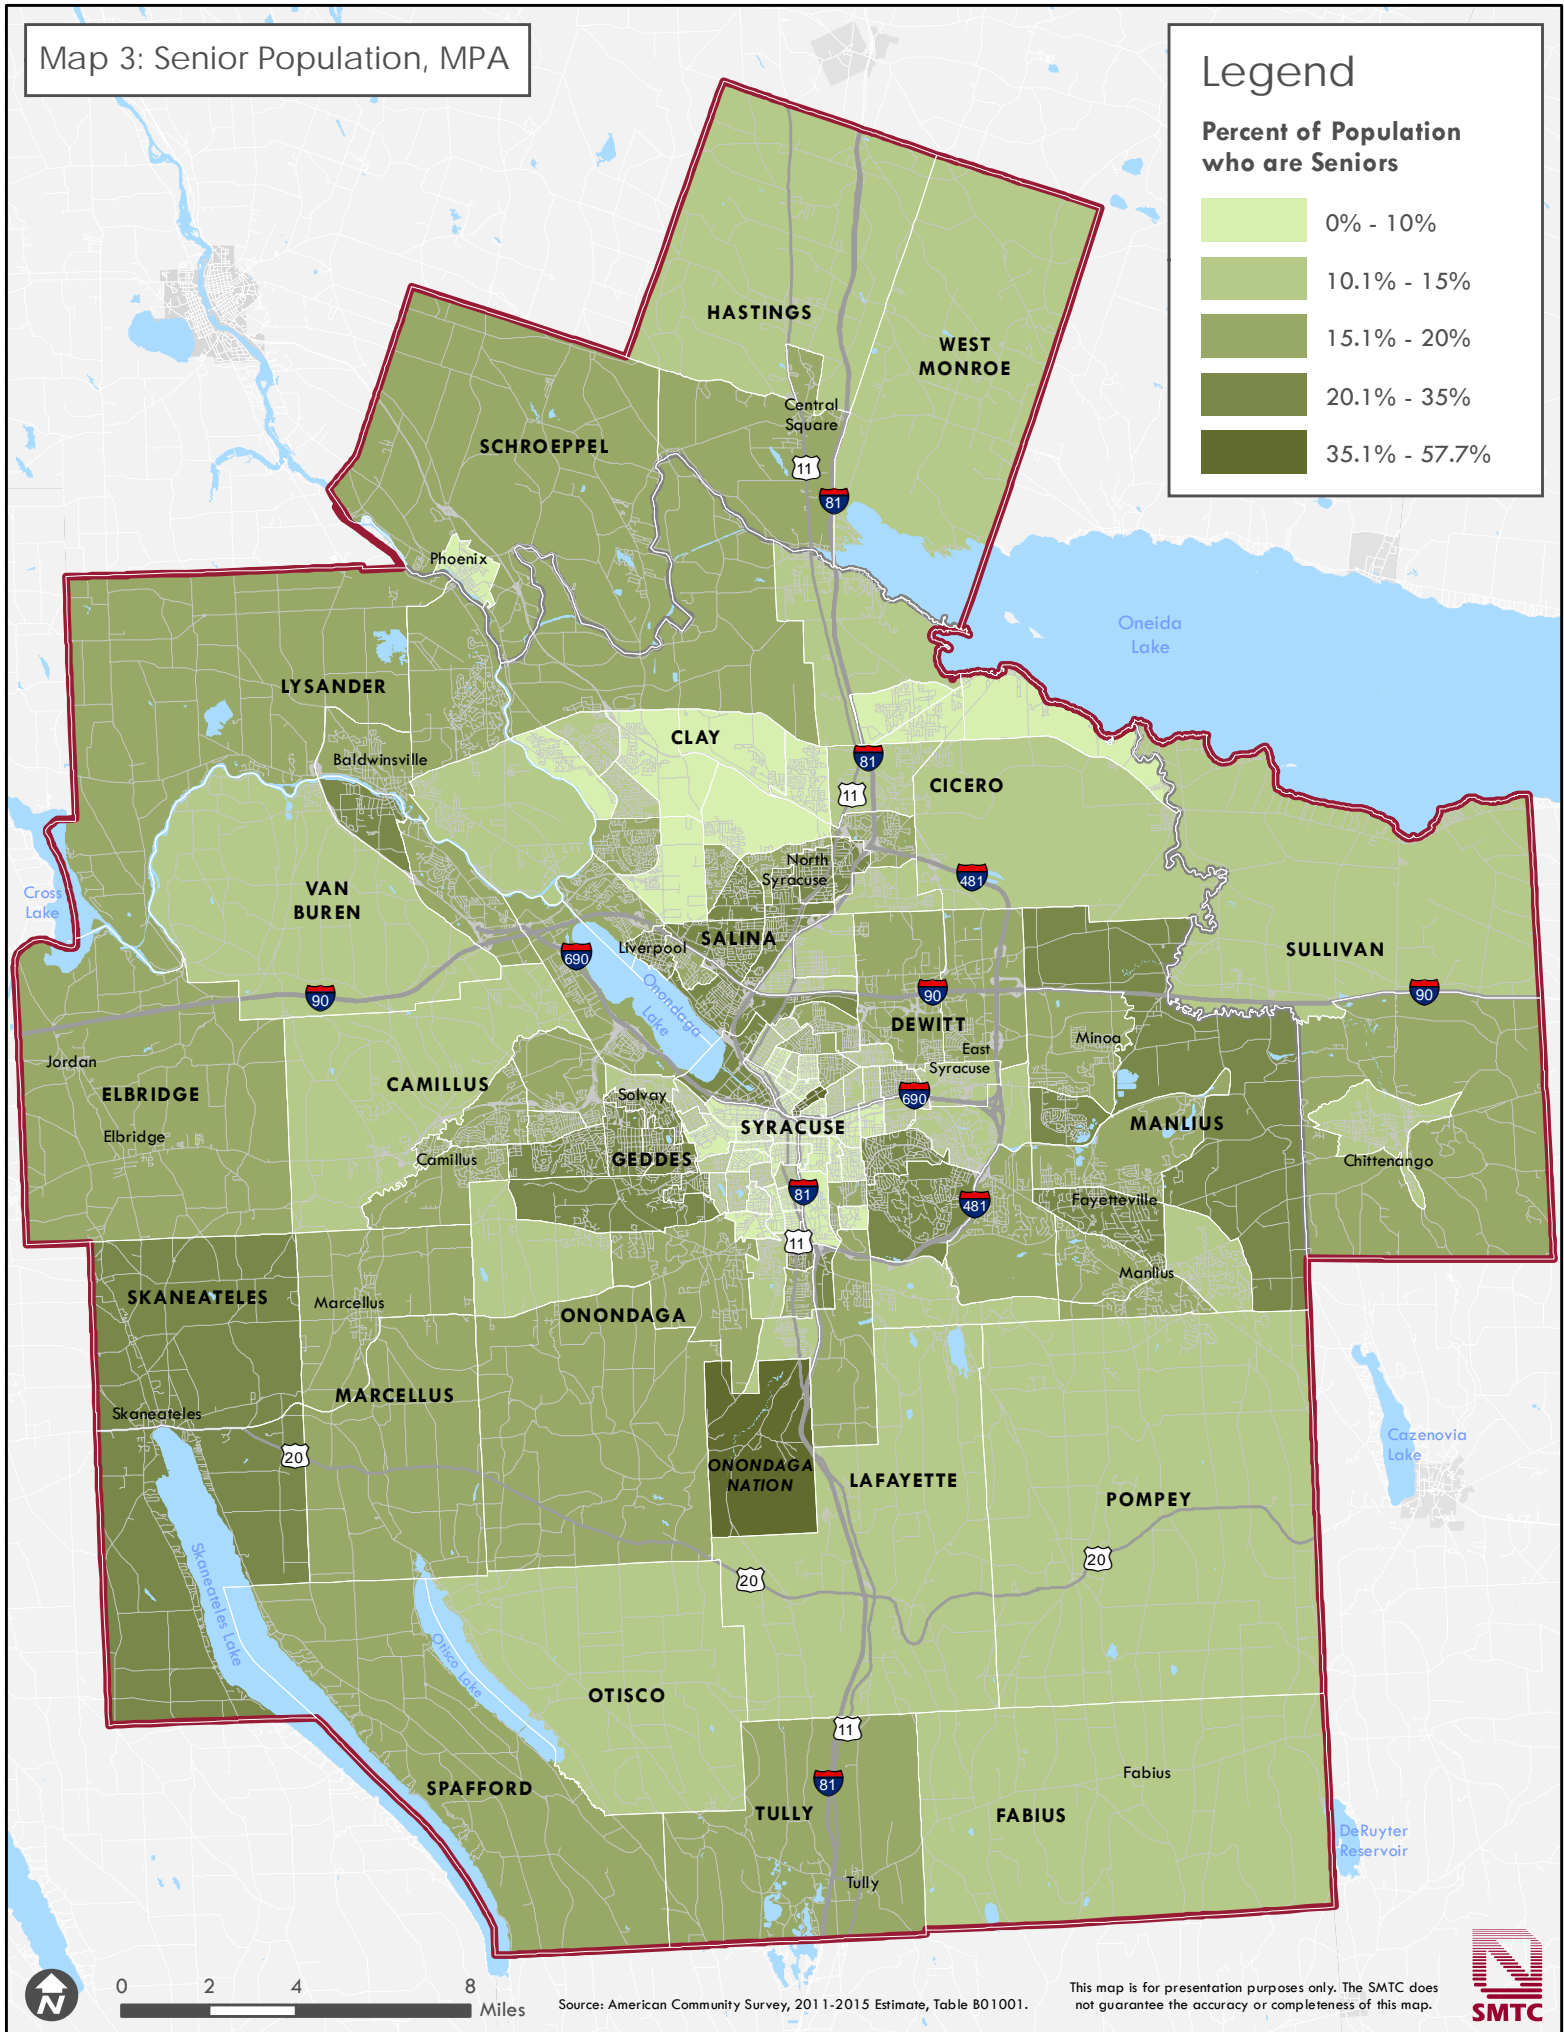 Map 3: Senior Population, MPA
Legend
Percent of Population
who are Seniors
0% - 10%
10.1% - 15%
15.1% - 20%
20.1% - 35%
35.1% - 57.7%
HASTINGS
WEST
MONROE
Central
Square
SCHROEPPEL
11
81
Phoenix
Oneida
Lake
LYSANDER
CLAY
Baldwinsville
81
11
CICERO
North
Syracuse
481
Cross
Lake
VAN
BUREN
Liverpool
SALINA
690
SULLIVAN
90
Onondaga
Lake
90
90
DEWITT
Minoa
East
Syracuse
Jordan
ELBRIDGE
CAMILLUS
Solvay
690
SYRACUSE
MANLIUS
Elbridge
Camillus
GEDDES
Chittenango
81
481
Fayetteville
11
Manlius
SKANEATELES
Marcellus
ONONDAGA
MARCELLUS
Skaneateles
20
ONONDAGA
NATION
LAFAYETTE
Cazenovia
Lake
POMPEY
20
20
Skaneateles Lake
Otisco Lake
OTISCO
11
SPAFFORD
81
TULLY
Fabius
FABIUS
DeRuyter
Reservoir
Tully
N
0 2 4 8
Miles
Source: American Community Survey, 2011-2015 Estimate, Table B01001.
This map is for presentation purposes only. The SMTC does
not guarantee the accuracy or completeness of this map.
SMTC